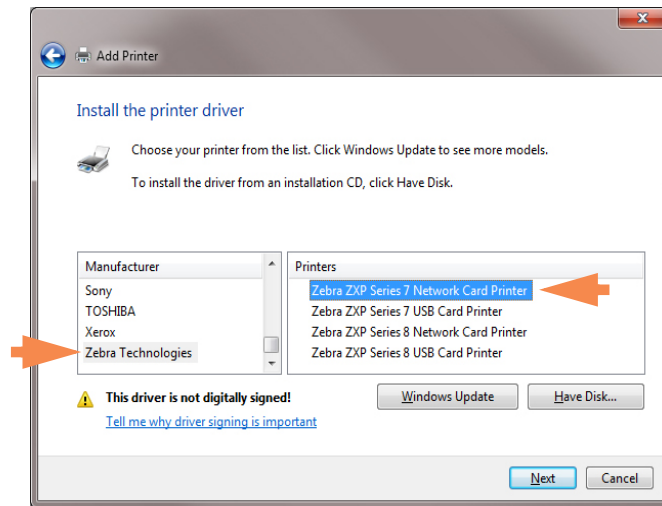 Add Printer
Install the printer driver
Choose your printer from the list. Click Windows Update to see more models.
To install the driver from an installation CD, click Have Disk.
Manufacturer
Sony
TOSHIBA
Xerox
Zebra Technologies
Printers
Zebra ZXP Series 7 Network Card Printer
Zebra ZXP Series 7 USB Card Printer
Zebra ZXP Series 8 Network Card Printer
Zebra ZXP Series 8 USB Card Printer
This driver is not digitally signed!
Tell me why driver signing is important
Windows Update
Have Disk...
Next
Cancel